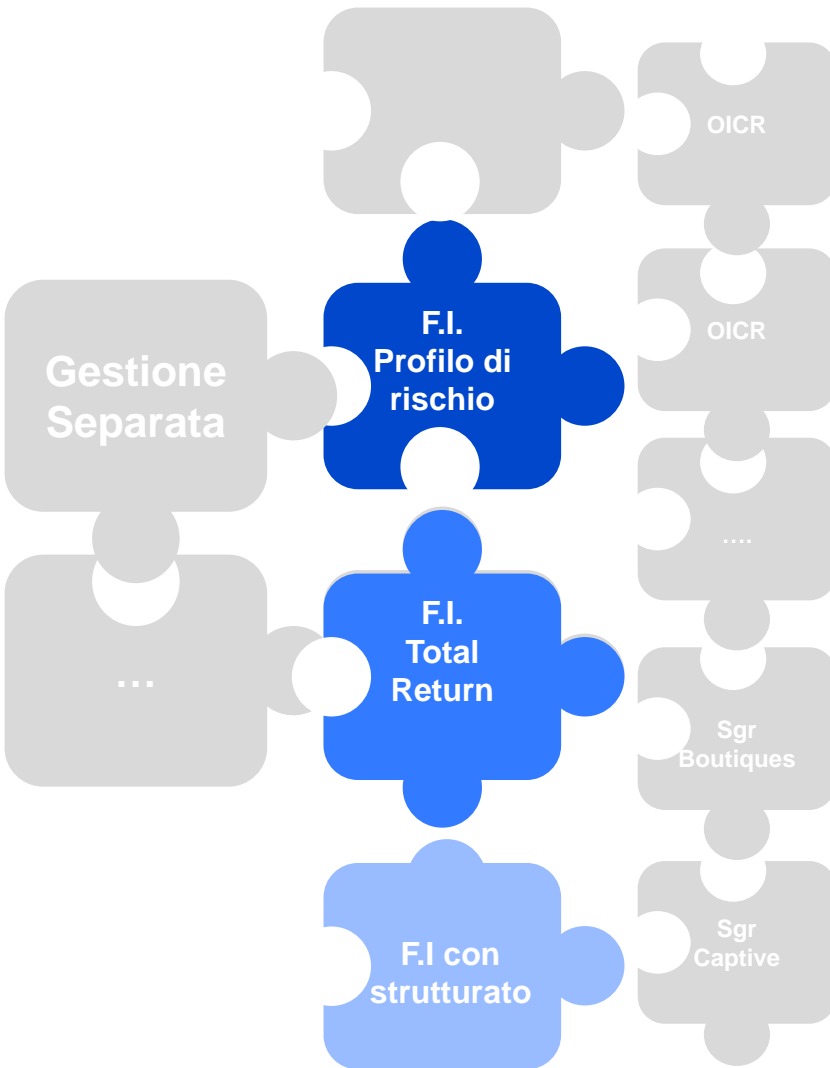 Gestione
Separata
...
F.I.
Profilo di
rischio
F.I.
Total
Return
F.I con
strutturato
OICR
OICR
....
Sgr
Boutiques
Sgr
Captive